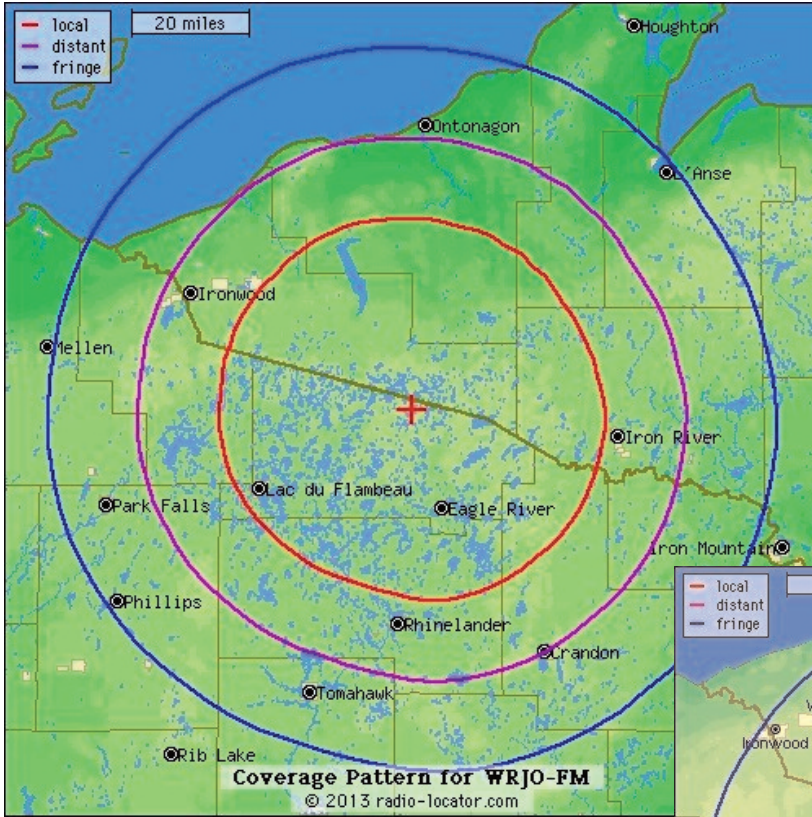 local
distant
fringe
20 miles
Houghton
Ontonagon
L'Anse
Ironwood
Mellen
Iron River
Lac du Flambeau
Park Falls
Eagle River
Iron Mountain
Phillips
Rhinelander
Crandon
Tomahawk
Rib Lake
Coverage Pattern for WRJO-FM
© 2013 radio-locator.com
local
distant
fringe
Ironwood